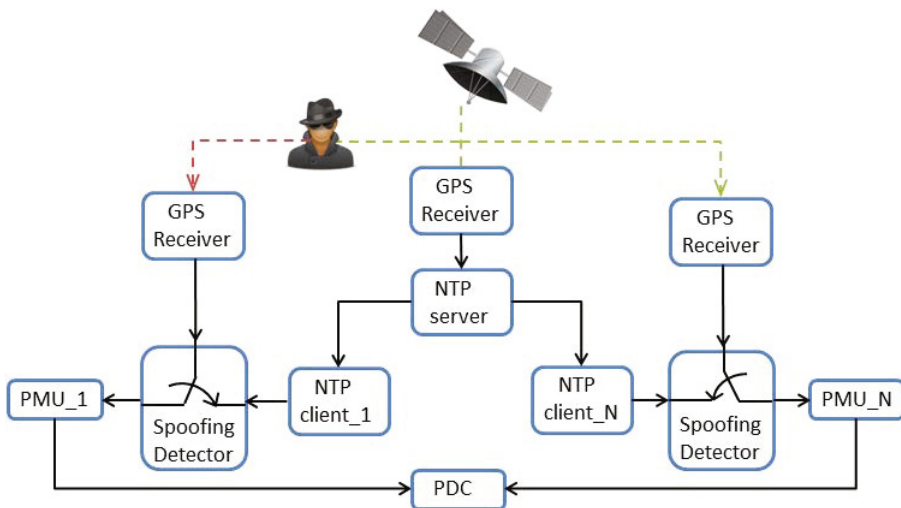 GPS
Receiver
GPS
Receiver
GPS
Receiver
NTP
server
PMU_1
Spoofing
Detector
NTP
client_1
NTP
client_N
Spoofing
Detector
PMU_N
PDC